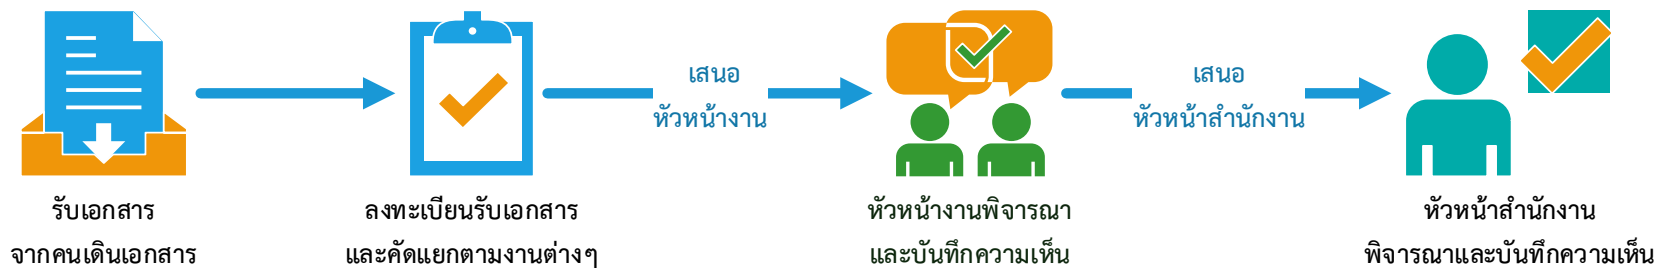 เสนอ
หัวหน้างาน
เสนอ
หัวหน้าสำนักงาน
รับเอกสาร
จากคนเดินเอกสาร
ลงทะเบียนรับเอกสาร
และคัดแยกตามงานต่างๆ
หัวหน้างานพิจารณา
และบันทึกความเห็น
หัวหน้าสำนักงาน
พิจารณาและบันทึกความเห็น